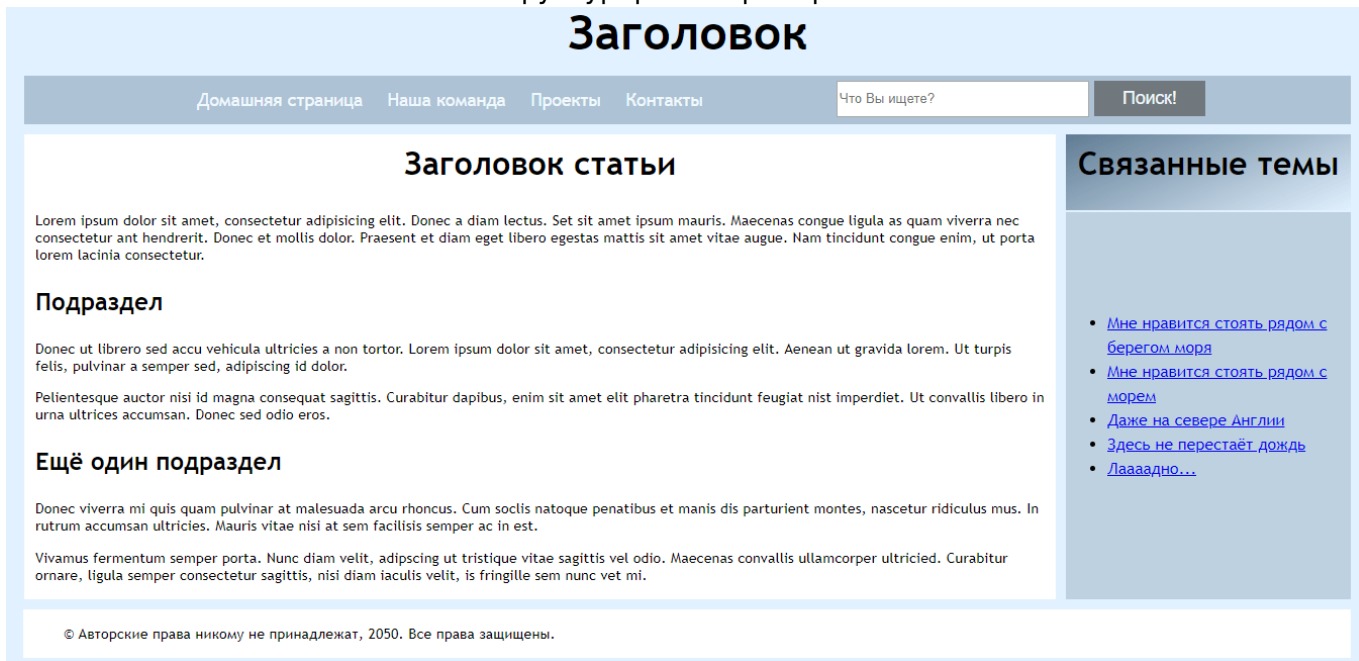 Заголовок
Домашняя страница Наша команда Проекты Контакты Что Вы ищете? Поиск!
Заголовок статьи
Lorem ipsum dolor sit amet, consectetur adipisicing elit. Donec a diam lectus. Set sit amet ipsum mauris. Maecenas congue ligula as quam viverra nec
consectetur ant hendrerit. Donec et mollis dolor. Praesent et diam eget libero egestas mattis sit amet vitae augue. Nam tincidunt congue enim, ut porta
lorem lacinia consectetur.
Подраздел
Donec ut librero sed accu vehicula ultricies a non tortor. Lorem ipsum dolor sit amet, consectetur adipisicing elit. Aenean ut gravida lorem. Ut turpis
felis, pulvinar a semper sed, adipiscing id dolor.
Pelientesque auctor nisi id magna consequat sagittis. Curabitur dapibus, enim sit amet elit pharetra tincidunt feugiat nist imperdiet. Ut convallis libero in
urna ultrices accumsan. Donec sed odio eros.
Ещё один подраздел
Donec viverra mi quis quam pulvinar at malesuada arcu rhoncus. Cum soclis natoque penatibus et manis dis parturient montes, nascetur ridiculus mus. In
rutrum accumsan ultricies. Mauris vitae nisi at sem facilisis semper ac in est.
Vivamus fermentum semper porta. Nunc diam velit, adipscing ut tristique vitae sagittis vel odio. Maecenas convallis ullamcorper ultricied. Curabitur
ornare, ligula semper consectetur sagittis, nisi diam iaculis velit, is fringille sem nunc vet mi.
Связанные темы
• Мне нравится стоять рядом с
берегом моря
• Мне нравится стоять рядом с
морем
• Даже на севере Англии
• Здесь не перестаёт дождь
• Лаааадно...
© Авторские права никому не принадлежат, 2050. Все права защищены.